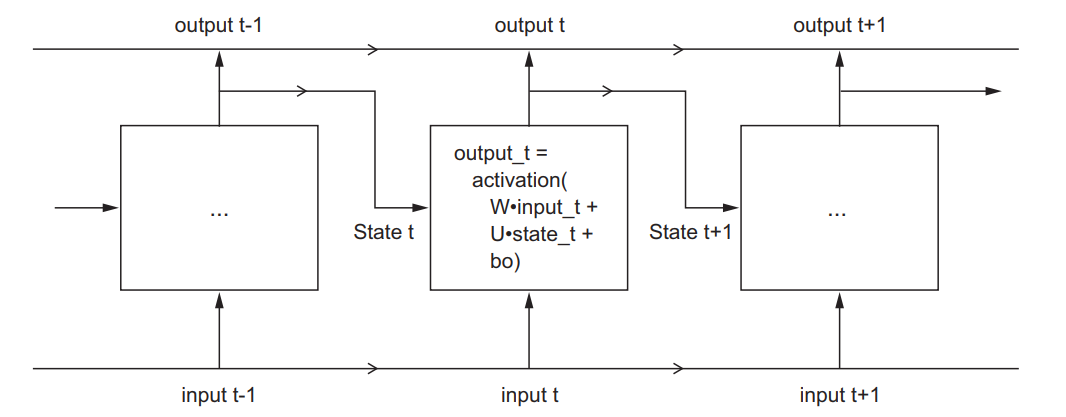 output t-1
output t
output t+1
output_t =
activation(
W•input_t +
U•state_t +
bo)
...
...
State t
State t+1
input t-1
input t
input t+1